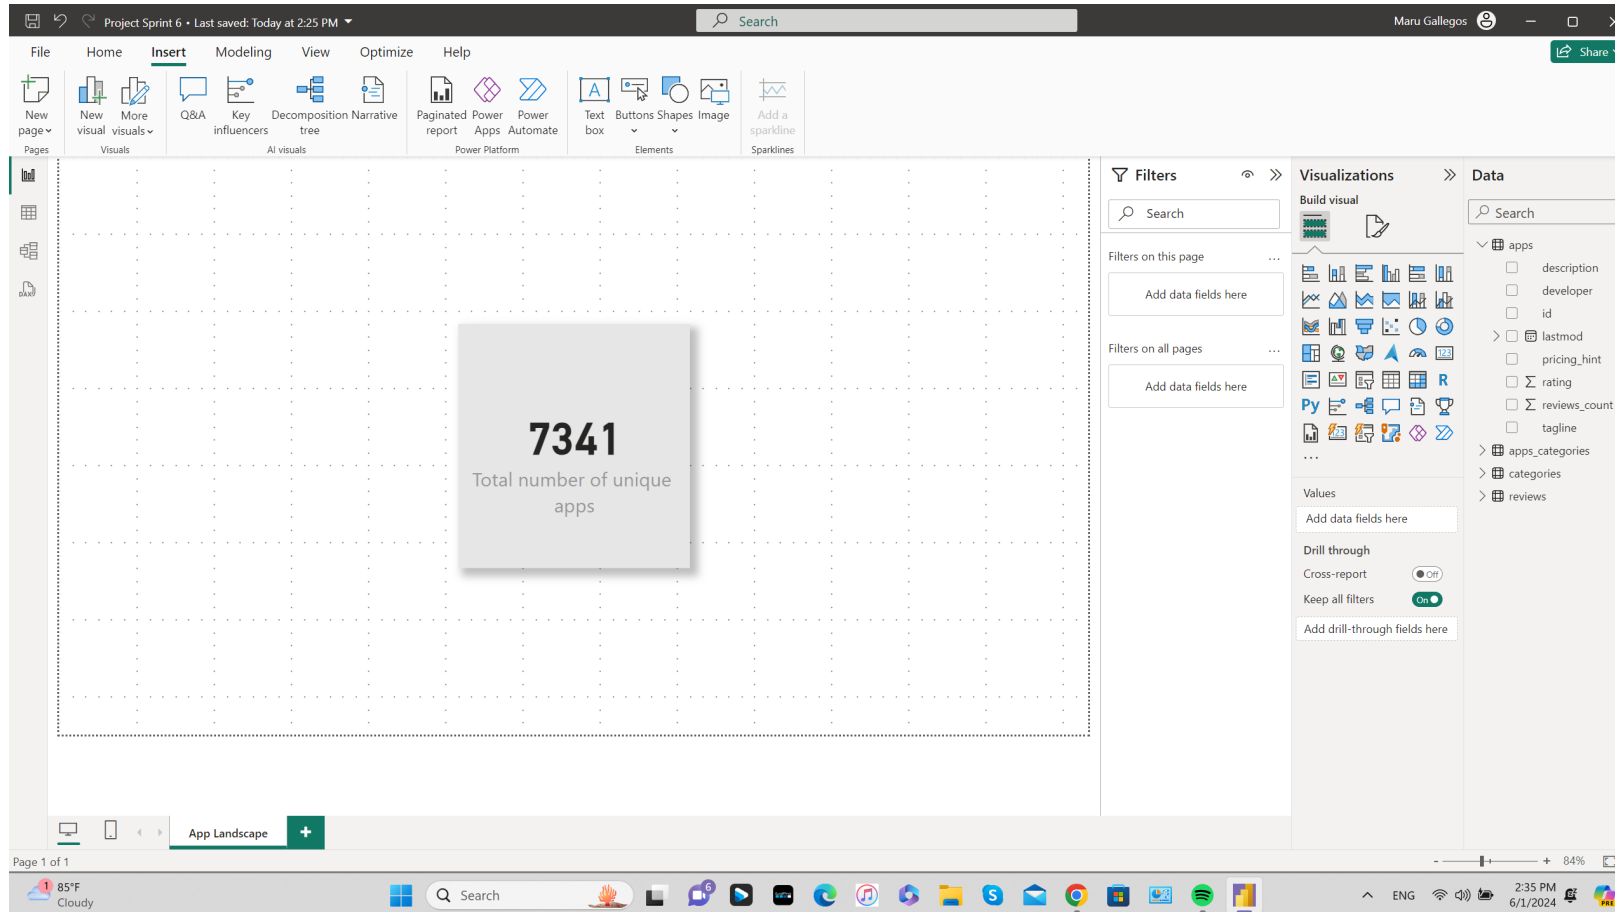 Project Sprint 6 • Last saved: Today at 2:25 PM
Search
Maru Gallegos
File Home Insert Modeling View Optimize Help
Share
New page
New visual
More visuals
Q&A
Key influencers
Decomposition tree
Narrative
Paginated report
Power Apps
Power Automate
Text box
Buttons
Shapes
Image
Add a sparkline
Pages
Visuals
AI visuals
Power Platform
Elements
Sparklines
7341
Total number of unique
apps
Filters
Search
Filters on this page
...
Add data fields here
Filters on all pages
...
Add data fields here
Visualizations
Build visual
123
R
Py
...
Values
Add data fields here
Drill through
Cross-report
Off
Keep all filters
On
Add drill-through fields here
Data
Search
apps
description
developer
id
lastmod
pricing_hint
Σ rating
Σ reviews_count
tagline
apps_categories
categories
reviews
DAX
App Landscape
+
Page 1 of 1
- + 84%
1
85°F
Cloudy
Search
6
ENG
2:35 PM
6/1/2024
PRE